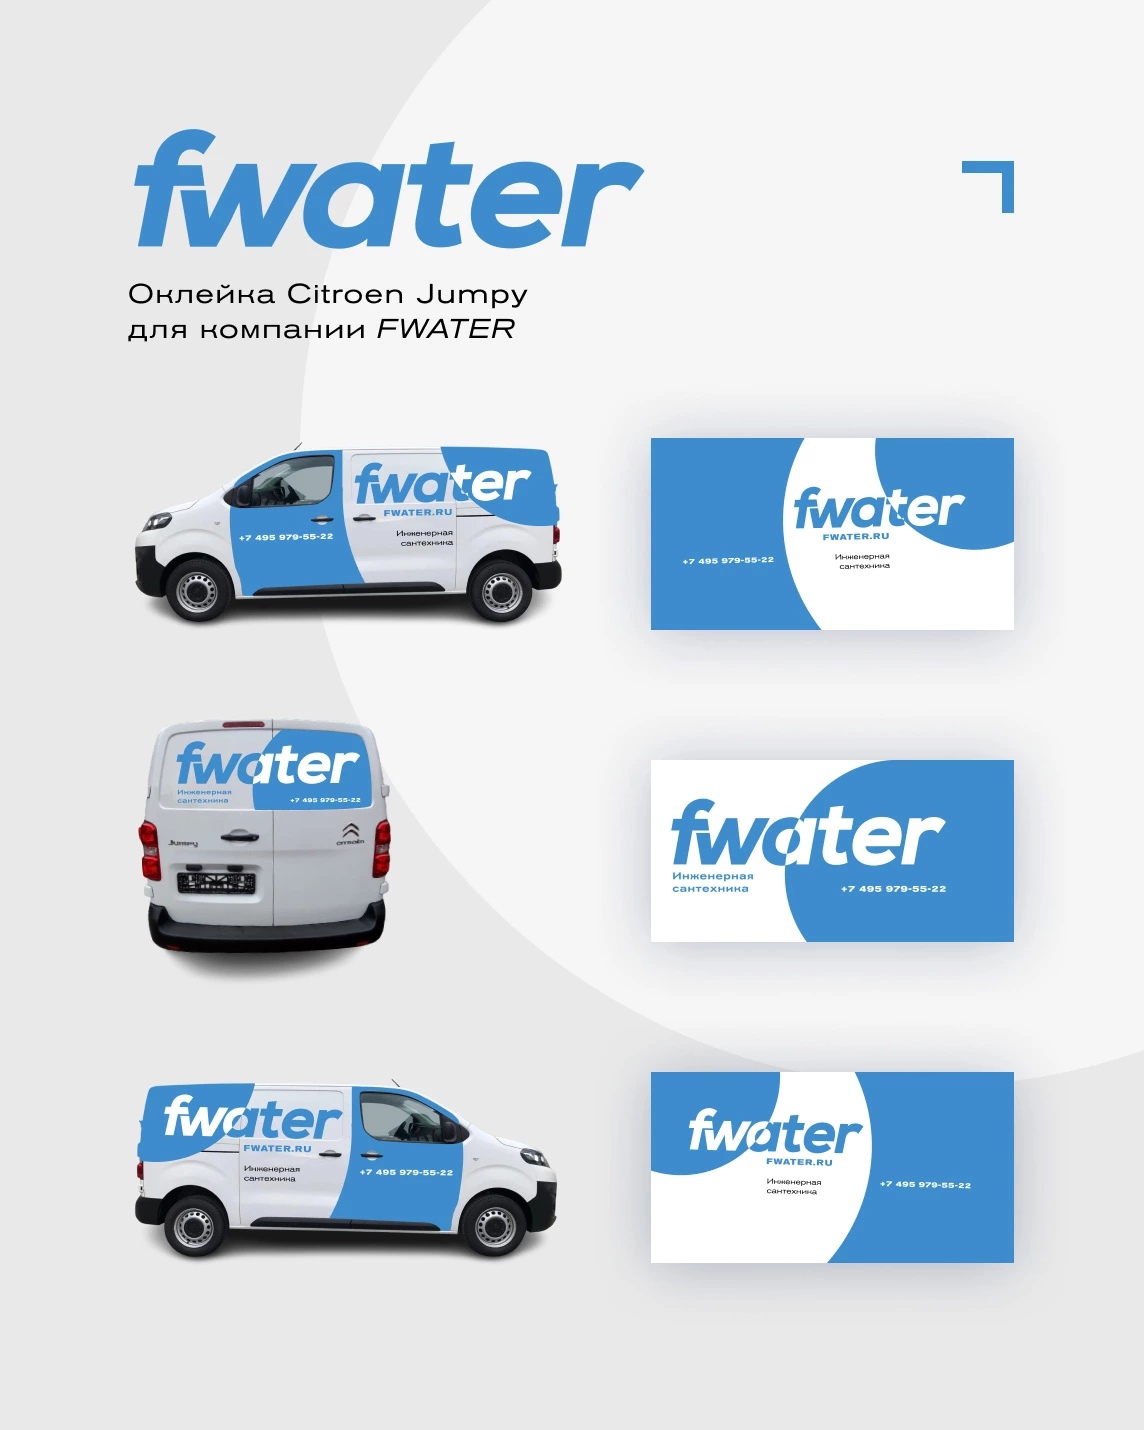 fwater
Оклейка Citroen Jumpy
для компании FWATER
fwater
FWATER.RU
+7 495 979-55-22
Инженерная
сантехника
fwater
FWATER.RU
Инженерная
сантехника
+7 495 979-55-22
fwater
Инженерная
сантехника
+7 495 979-55-22
Jumpy
CITROËN
fwater
Инженерная
сантехника
+7 495 979-55-22
fwater
FWATER.RU
Инженерная
сантехника
+7 495 979-55-22
fwater
FWATER.RU
Инженерная
сантехника
+7 495 979-55-22